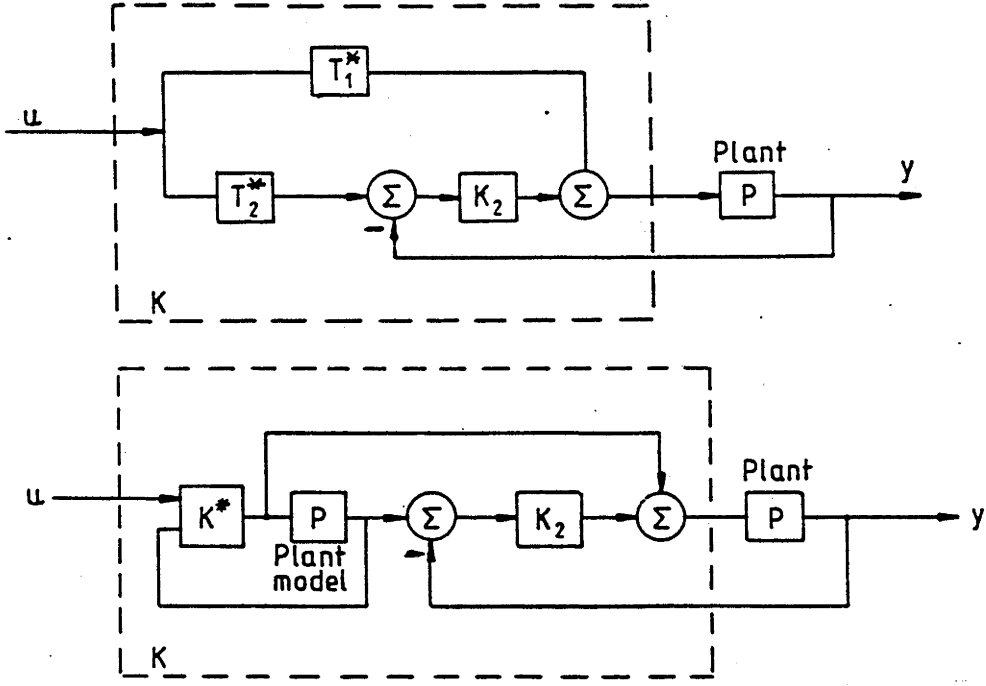 T₁*
u
Plant
y
T₂*
Σ
K₂
Σ
P
−
K
Plant
u
K*
P
Σ
K₂
Σ
P
y
Plant
model
−
K